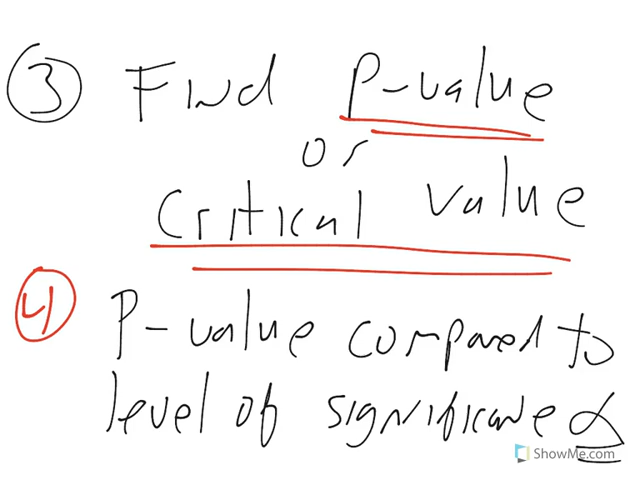 ③ Find P-value
or
Critical value
④ P-value compared to
level of significance α
ShowMe.com